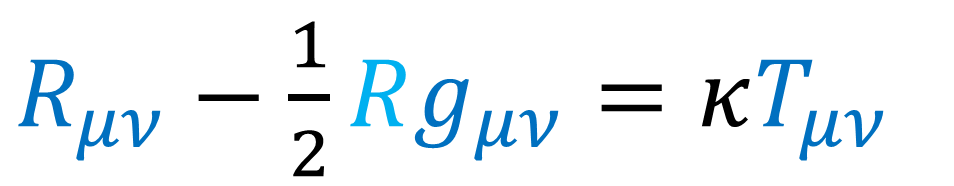 R_μν − 1/2 R g_μν = κT_μν